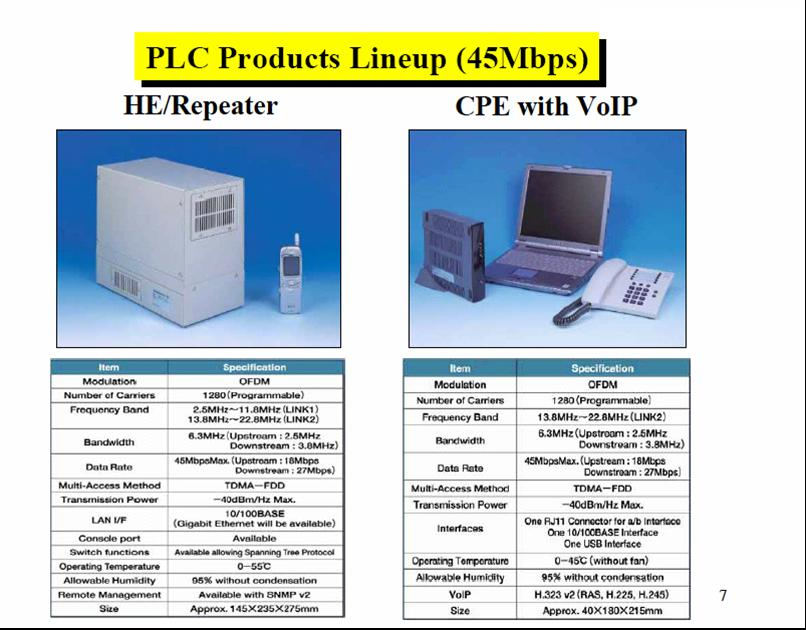 PLC Products Lineup (45Mbps)
HE/Repeater
CPE with VoIP
Item Specification
Modulation OFDM
Number of Carriers 1280(Programmable)
Frequency Band 2.5MHz~11.8MHz(LINK1)
13.8MHz~22.8MHz(LINK2)
Bandwidth 6.3MHz(Upstream : 2.5MHz
Downstream : 3.8MHz)
Data Rate 45MbpsMax.(Upstream : 18Mbps
Downstream : 27Mbps)
Multi-Access Method TDMA-FDD
Transmission Power -40dBm/Hz Max.
LAN I/F 10/100BASE
(Gigabit Ethernet will be available)
Console port Available
Switch functions Available allowing Spanning Tree Protocol
Operating Temperature 0-55℃
Allowable Humidity 95% without condensation
Remote Management Available with SNMP v2
Size Approx. 145×235×275mm
Item Specification
Modulation OFDM
Number of Carriers 1280(Programmable)
Frequency Band 13.8MHz~22.8MHz(LINK2)
Bandwidth 6.3MHz(Upstream : 2.5MHz
Downstream : 3.8MHz)
Data Rate 45MbpsMax.(Upstream : 18Mbps
Downstream : 27Mbps)
Multi-Access Method TDMA-FDD
Transmission Power -40dBm/Hz Max.
Interfaces One RJ11 Connector for a/b Interface
One 10/100BASE Interface
One USB Interface
Operating Temperature 0-45℃ (without fan)
Allowable Humidity 95% without condensation
VoIP H.323 v2 (RAS, H.225, H.245)
Size Approx. 40×180×215mm
7